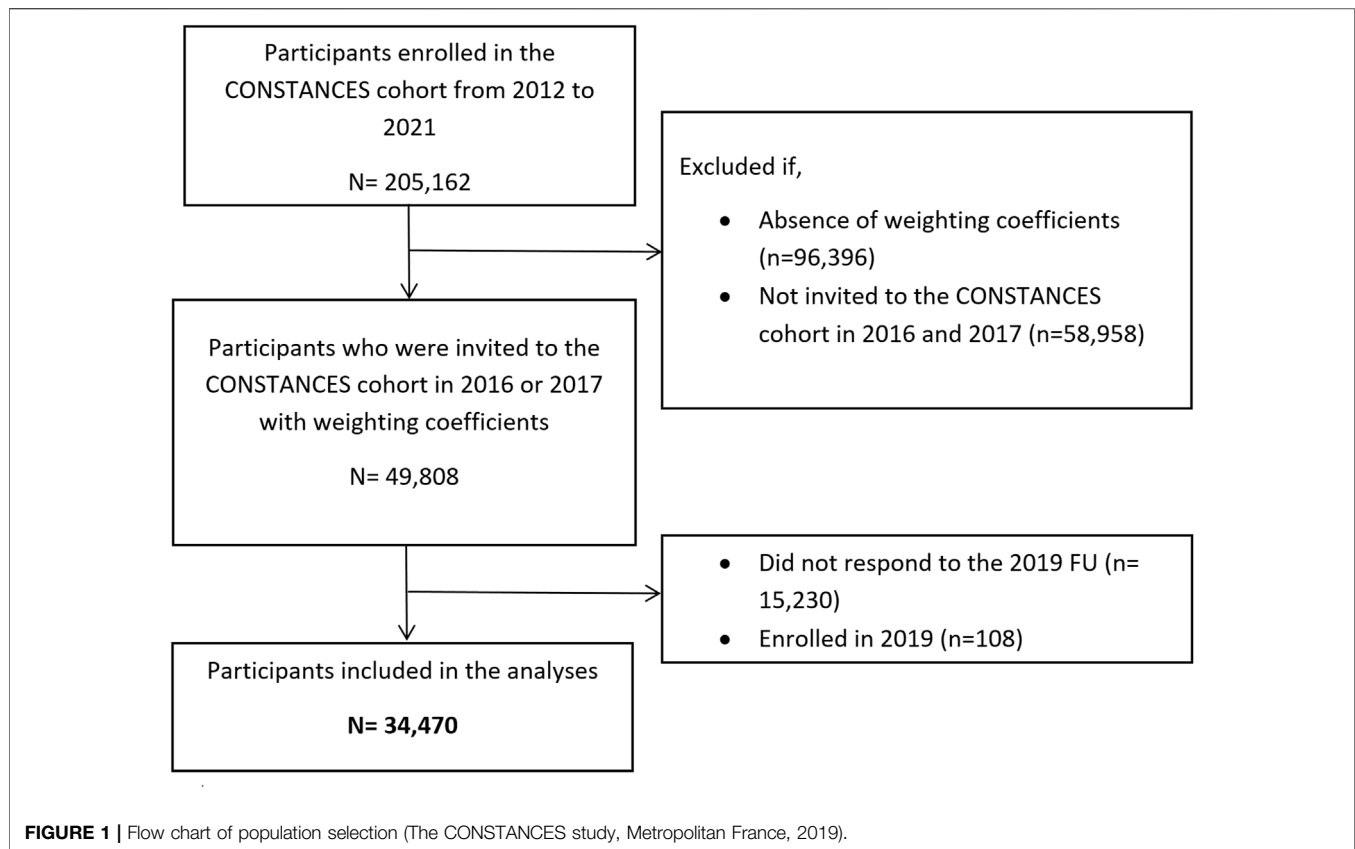 Participants enrolled in the
CONSTANCES cohort from 2012 to
2021
N= 205,162
Excluded if,
● Absence of weighting coefficients
(n=96,396)
● Not invited to the CONSTANCES
cohort in 2016 and 2017 (n=58,958)
Participants who were invited to the
CONSTANCES cohort in 2016 or 2017
with weighting coefficients
N= 49,808
● Did not respond to the 2019 FU (n=
15,230)
● Enrolled in 2019 (n=108)
Participants included in the analyses
N= 34,470
FIGURE 1 | Flow chart of population selection (The CONSTANCES study, Metropolitan France, 2019).